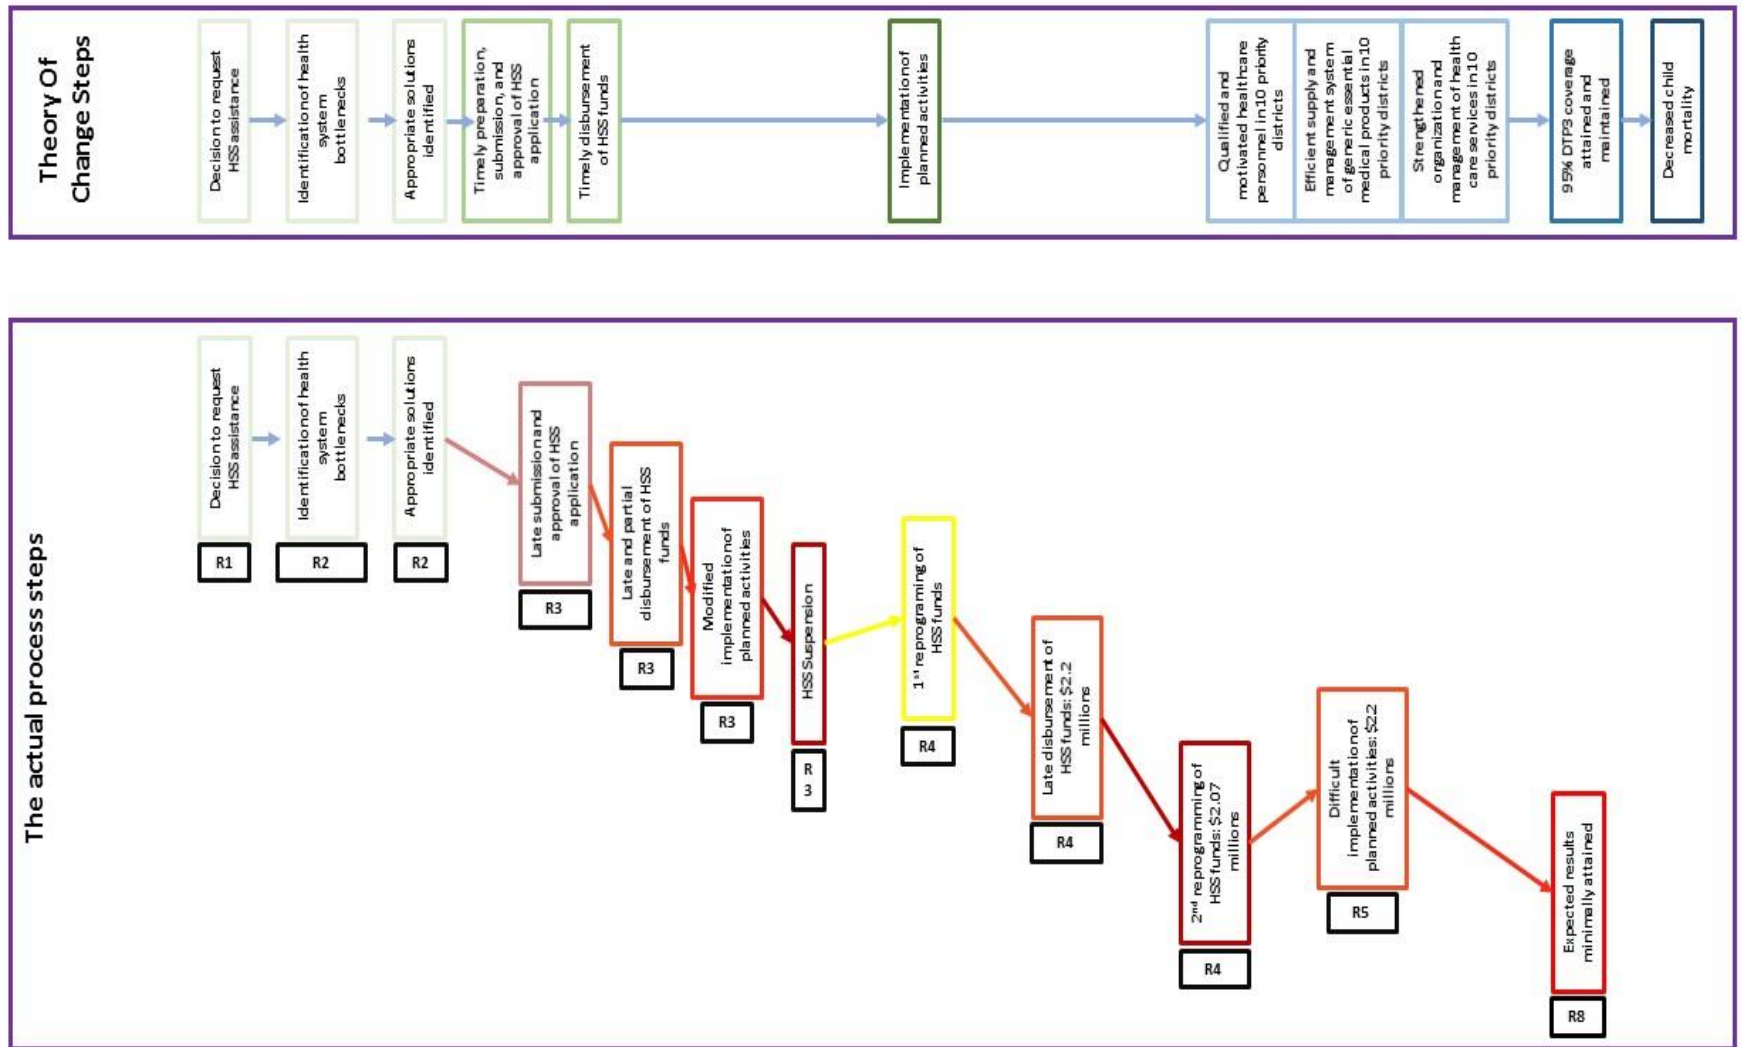 Theory Of
Change Steps
Decision to request
HSS assistance
Identification of health
system
bottlenecks
Appropriate solutions
identified
Timely preparation,
submission, and
approval of HSS
application
Timely disbursement
of HSS funds
Implementation of
planned activities
Qualified and
motivated healthcare
personnel in 10 priority
districts
Efficient supply and
management system
of generic essential
medical products in 10
priority districts
Strengthened
organization and
management of health
care services in 10
priority districts
95% DTP3 coverage
attained and
maintained
Decreased child
mortality
The actual process steps
Decision to request
HSS assistance
R1
Identification of health
system
bottlenecks
R2
Appropriate solutions
identified
R2
Late submission and
approval of HSS
application
R3
Late and partial
disbursement of HSS
funds
R3
Modified
implementation of
planned activities
R3
HSS Suspension
R
3
1st reprograming of
HSS funds
R4
Late disbursement of
HSS funds: $2.2
millions
R4
2nd reprogramming of
HSS funds: $2.07
millions
R4
Difficult
implementation of
planned activities: $22
millions
R5
Expected results
minimally attained
R8